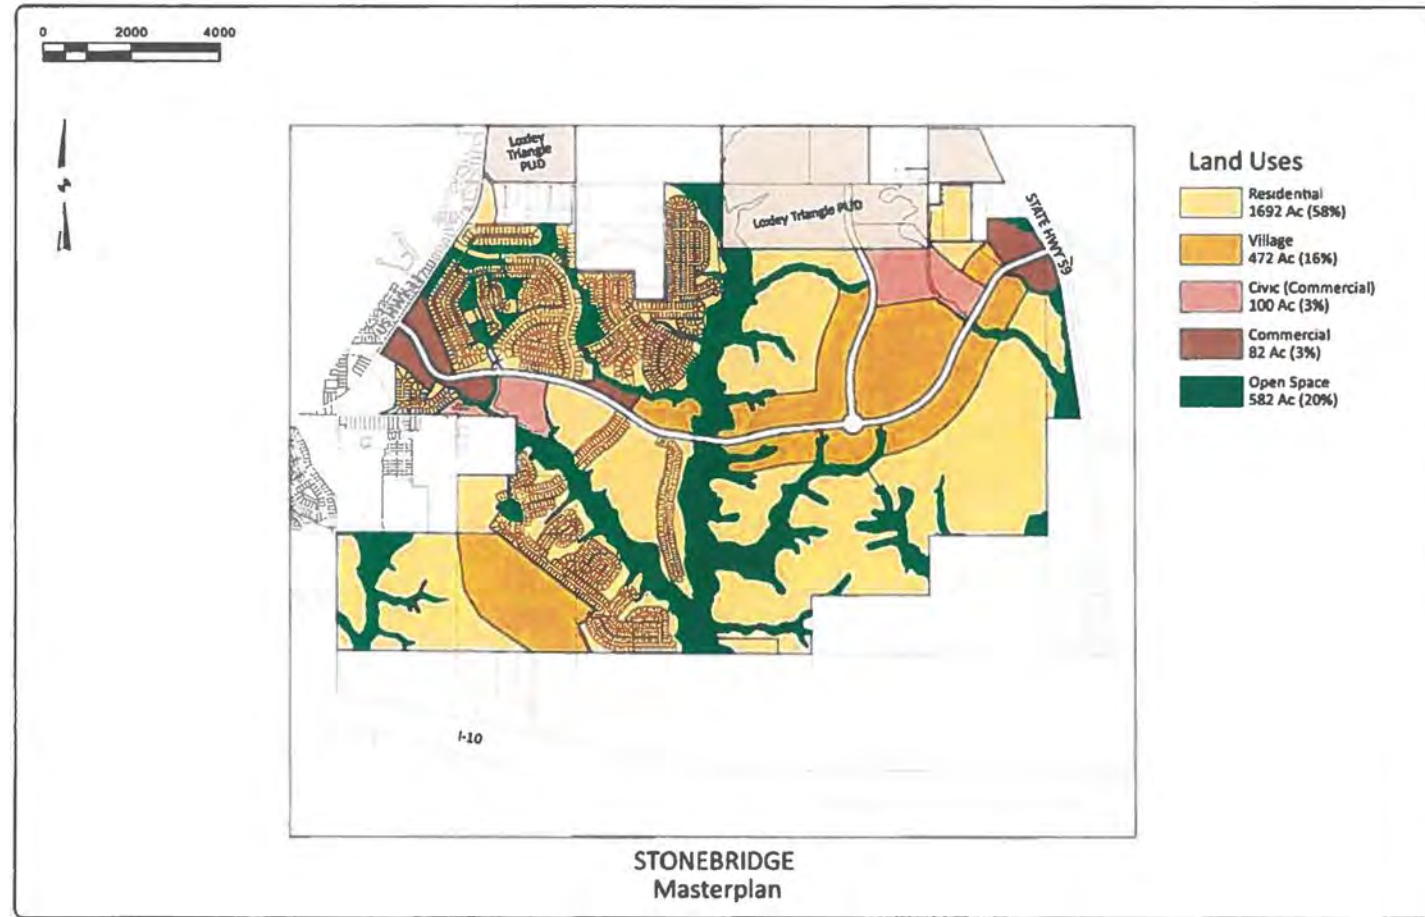 0 2000 4000
Loxley
Triangle
PUD
Loxley Triangle PUD
STATE HWY 59
US HWY
I-10
Land Uses
Residential
1692 Ac (58%)
Village
472 Ac (16%)
Civic (Commercial)
100 Ac (3%)
Commercial
82 Ac (3%)
Open Space
582 Ac (20%)
STONEBRIDGE
Masterplan